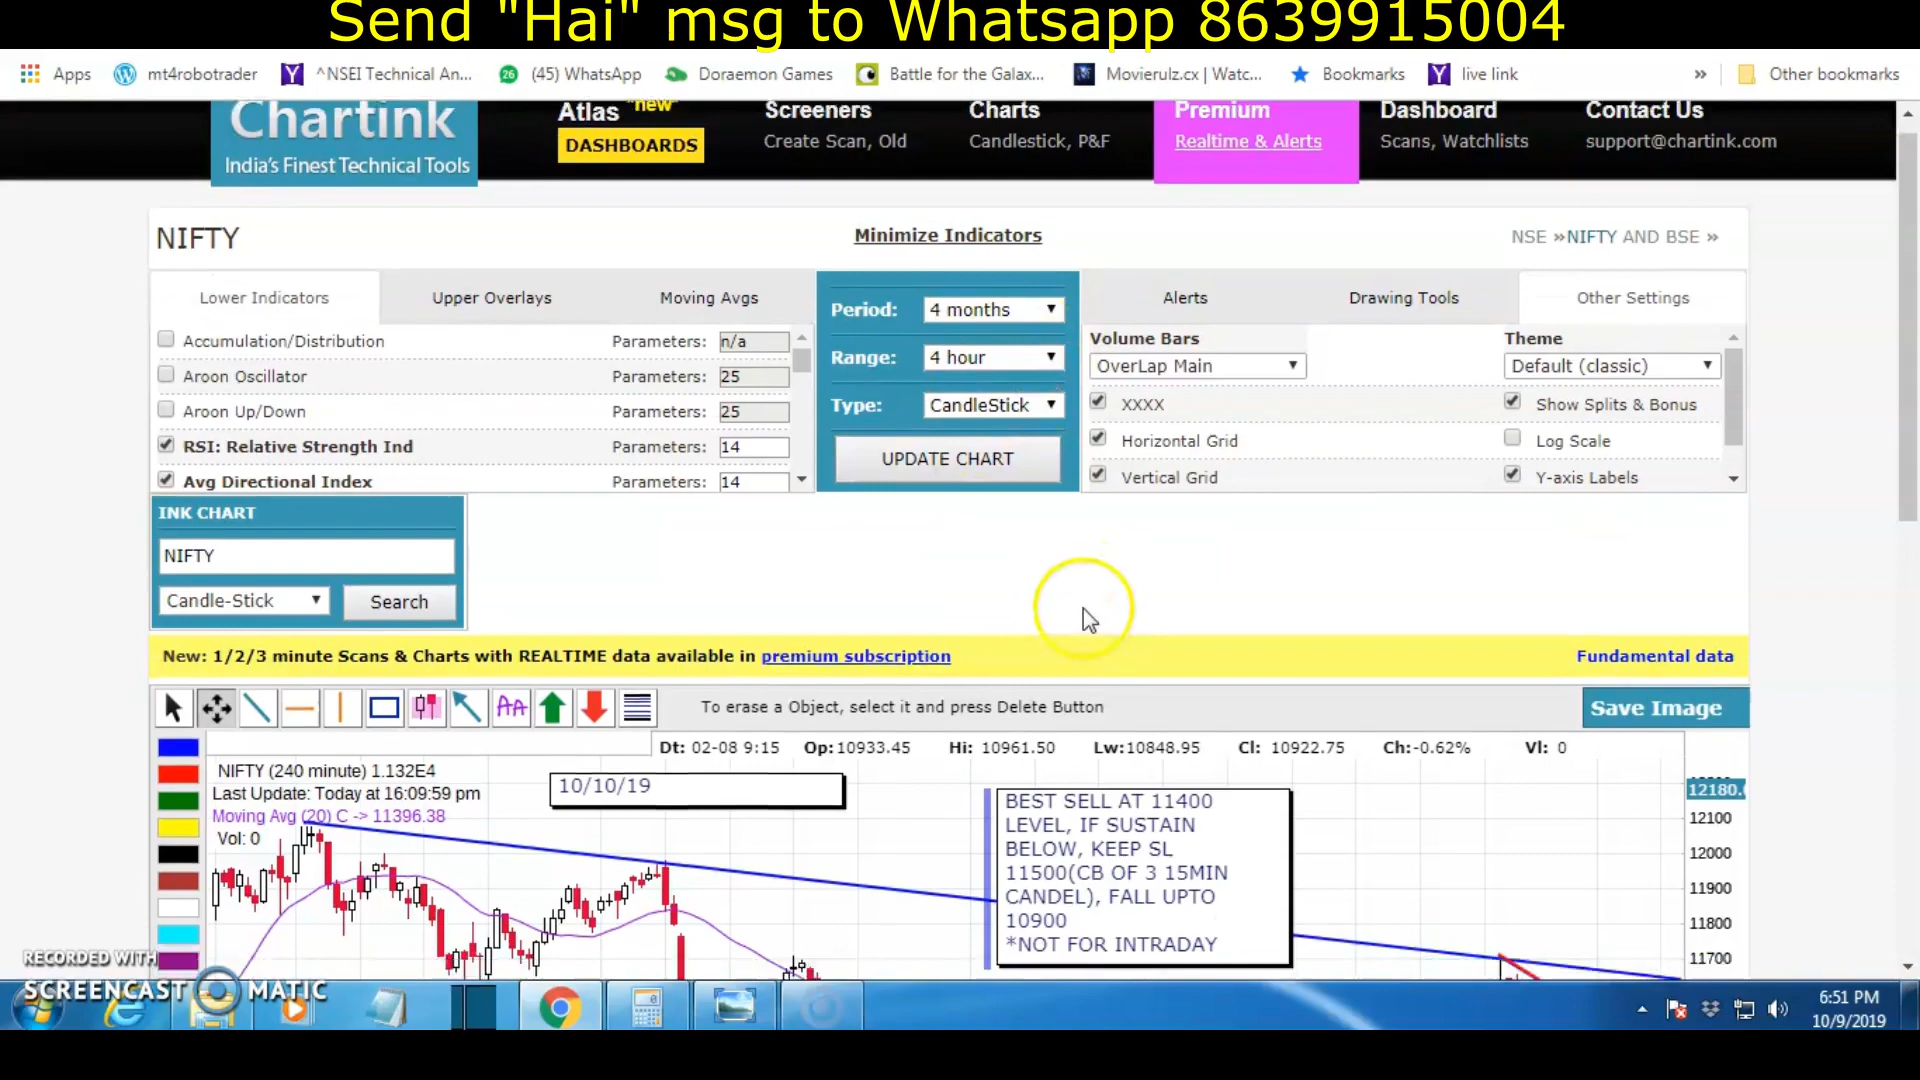 Send "Hai" msg to Whatsapp 8639915004
Apps mt4robotrader ^NSEI Technical An... (45) WhatsApp Doraemon Games Battle for the Galax... Movierulz.cx | Watc... Bookmarks live link » Other bookmarks
Chartink
India's Finest Technical Tools
Atlas "new"
DASHBOARDS
Screeners
Create Scan, Old
Charts
Candlestick, P&F
Premium
Realtime & Alerts
Dashboard
Scans, Watchlists
Contact Us
support@chartink.com
NIFTY
Minimize Indicators
NSE »NIFTY AND BSE »
Lower Indicators Upper Overlays Moving Avgs
Accumulation/Distribution Parameters: n/a
Aroon Oscillator Parameters: 25
Aroon Up/Down Parameters: 25
RSI: Relative Strength Ind Parameters: 14
Avg Directional Index Parameters: 14
Period: 4 months
Range: 4 hour
Type: CandleStick
UPDATE CHART
Alerts Drawing Tools Other Settings
Volume Bars Theme
OverLap Main Default (classic)
XXXX Show Splits & Bonus
Horizontal Grid Log Scale
Vertical Grid Y-axis Labels
INK CHART
NIFTY
Candle-Stick Search
New: 1/2/3 minute Scans & Charts with REALTIME data available in premium subscription Fundamental data
AA To erase a Object, select it and press Delete Button Save Image
Dt: 02-08 9:15 Op:10933.45 Hi: 10961.50 Lw:10848.95 Cl: 10922.75 Ch:-0.62% Vl: 0
NIFTY (240 minute) 1.132E4
Last Update: Today at 16:09:59 pm
Moving Avg (20) C -> 11396.38
Vol: 0
10/10/19
BEST SELL AT 11400
LEVEL, IF SUSTAIN
BELOW, KEEP SL
11500(CB OF 3 15MIN
CANDEL), FALL UPTO
10900
*NOT FOR INTRADAY
12180.
12100
12000
11900
11800
11700
RECORDED WITH
SCREENCAST MATIC
6:51 PM
10/9/2019